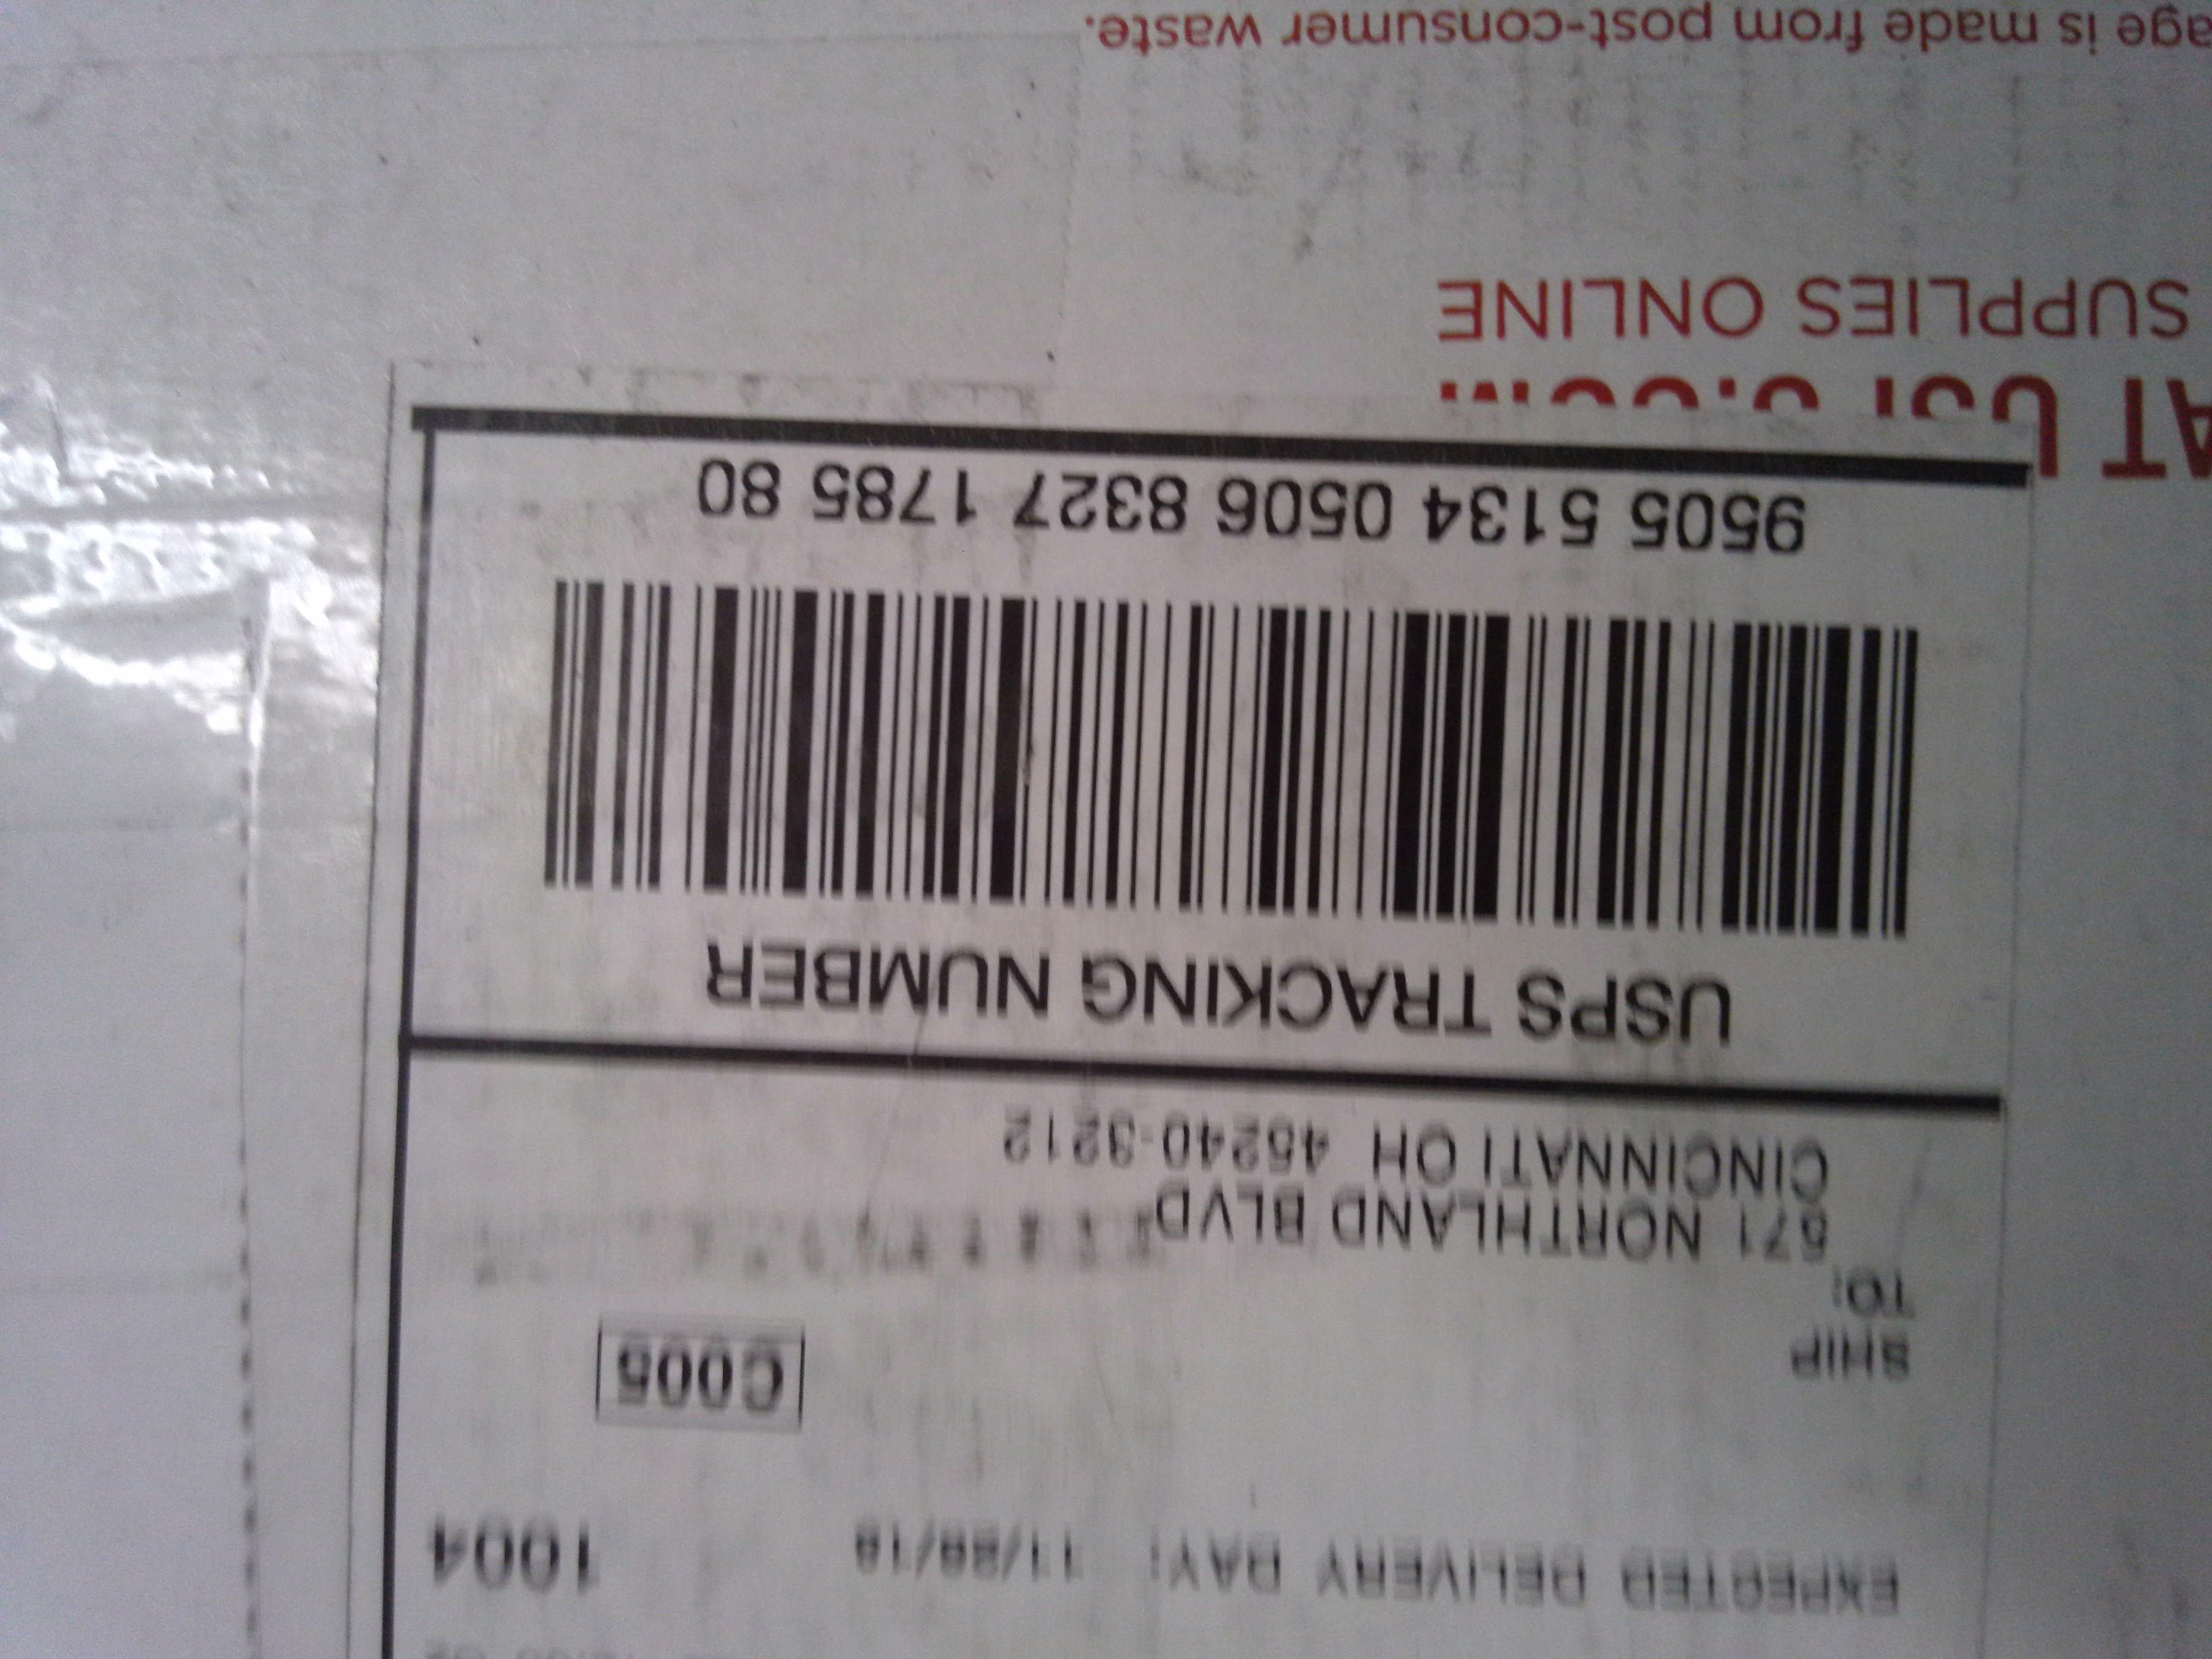 EXPECTED DELIVERY DAY:
1004
C005
SHIP
TO:
571 NORTHLAND BLVD
CINCINNATI OH 45240-3212
USPS TRACKING NUMBER
9505 5134 0506 8327 1785 80
AT
SUPPLIES ONLINE
age is made from post-consumer waste.